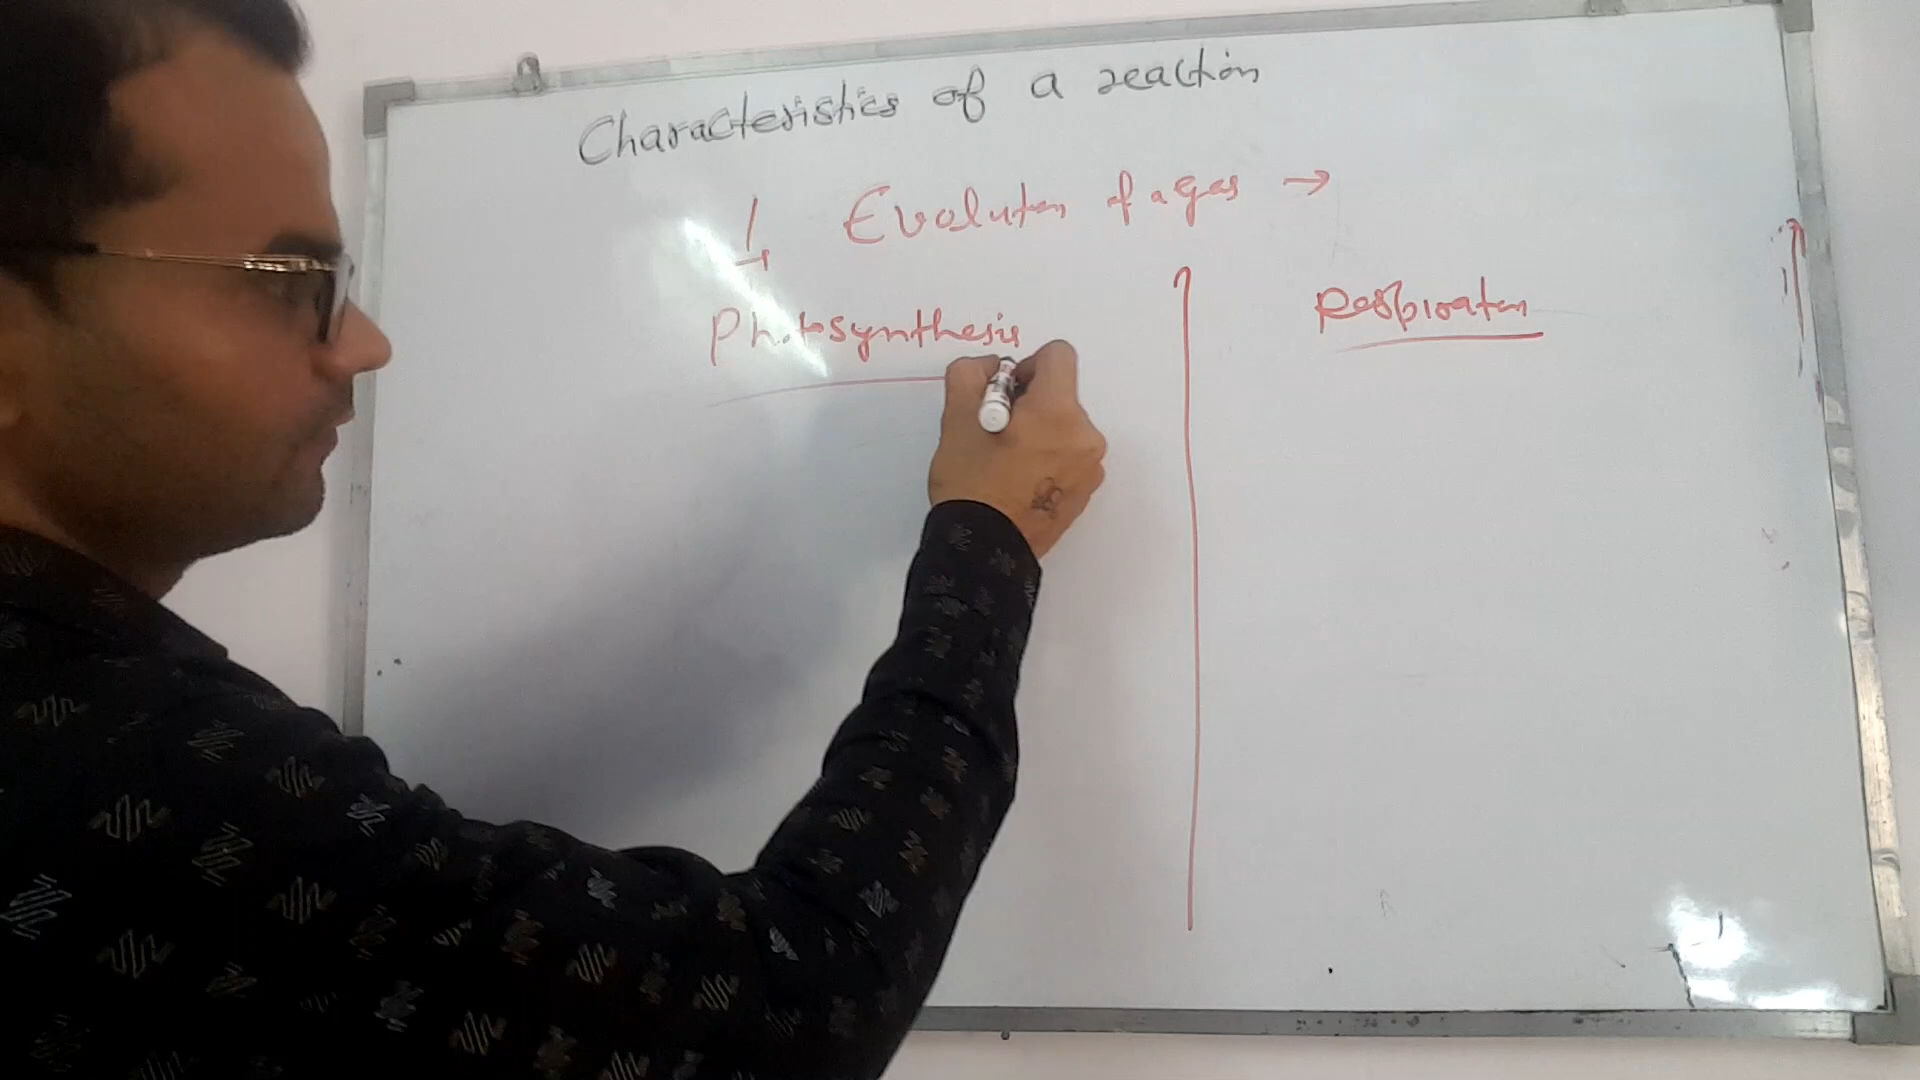 Characteristics of a reaction
1. Evolution of a gas →
Photosynthesis
Respiration